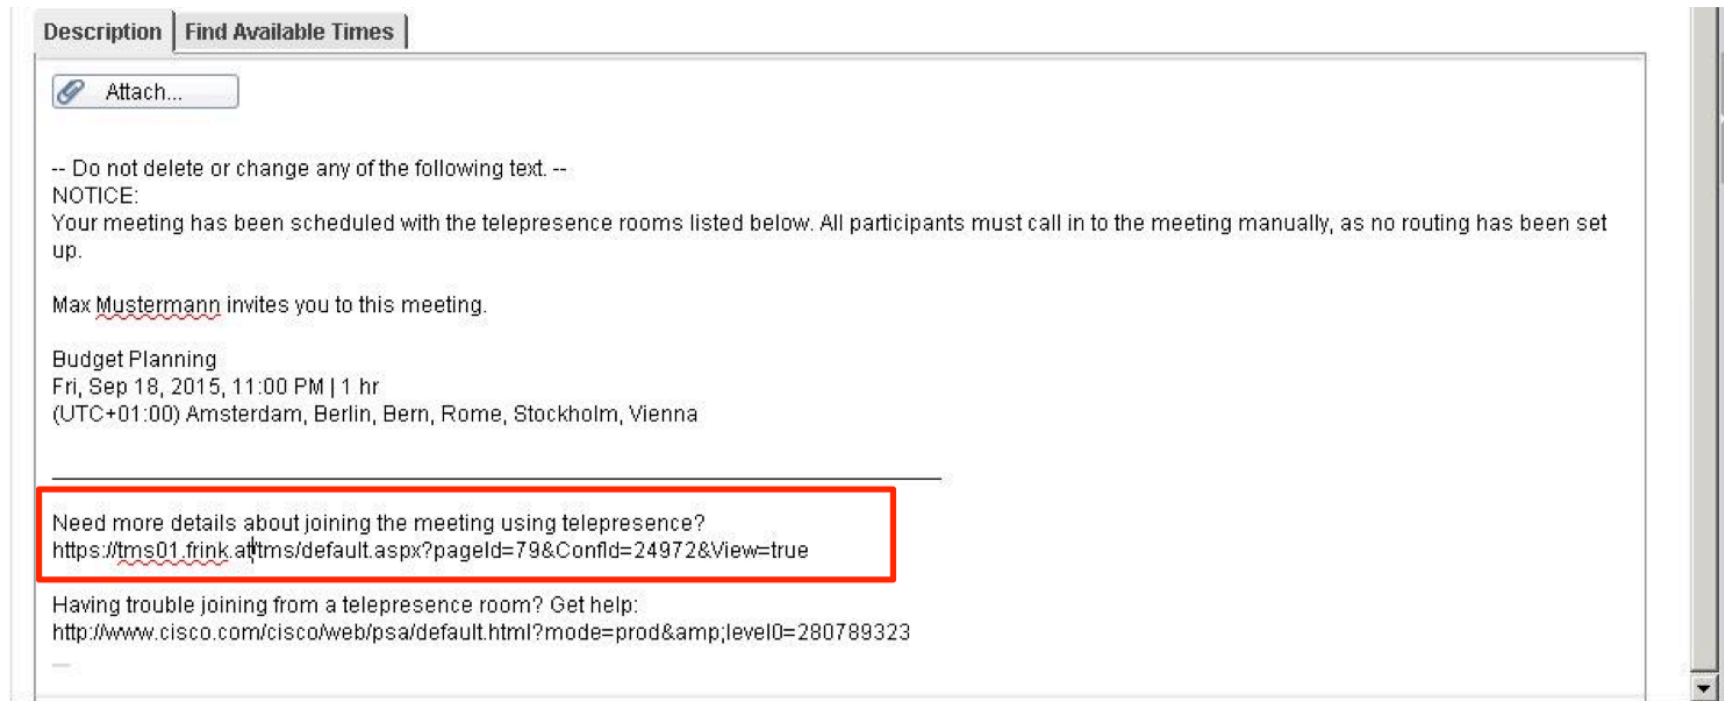 Description Find Available Times
Attach...
-- Do not delete or change any of the following text. --
NOTICE:
Your meeting has been scheduled with the telepresence rooms listed below. All participants must call in to the meeting manually, as no routing has been set
up.
Max Mustermann invites you to this meeting.
Budget Planning
Fri, Sep 18, 2015, 11:00 PM | 1 hr
(UTC+01:00) Amsterdam, Berlin, Bern, Rome, Stockholm, Vienna
Need more details about joining the meeting using telepresence?
https://tms01.frink.at/tms/default.aspx?pageId=79&ConfId=24972&View=true
Having trouble joining from a telepresence room? Get help:
http://www.cisco.com/cisco/web/psa/default.html?mode=prod&amp;level0=280789323